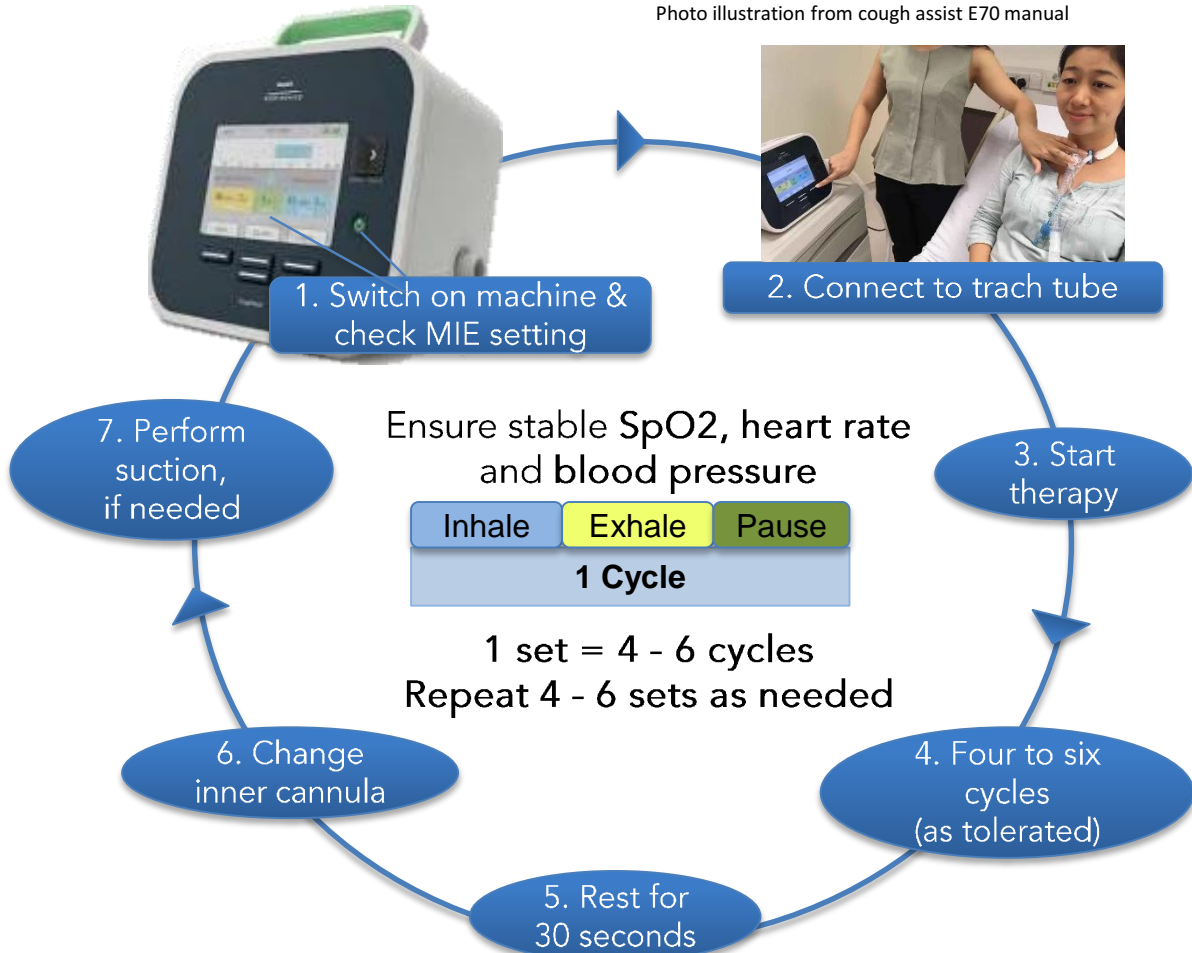 Photo illustration from cough assist E70 manual
1. Switch on machine &
check MIE setting
2. Connect to trach tube
3. Start
therapy
4. Four to six
cycles
(as tolerated)
5. Rest for
30 seconds
6. Change
inner cannula
7. Perform
suction,
if needed
Ensure stable SpO2, heart rate
and blood pressure
Inhale Exhale Pause
1 Cycle
1 set = 4 - 6 cycles
Repeat 4 - 6 sets as needed